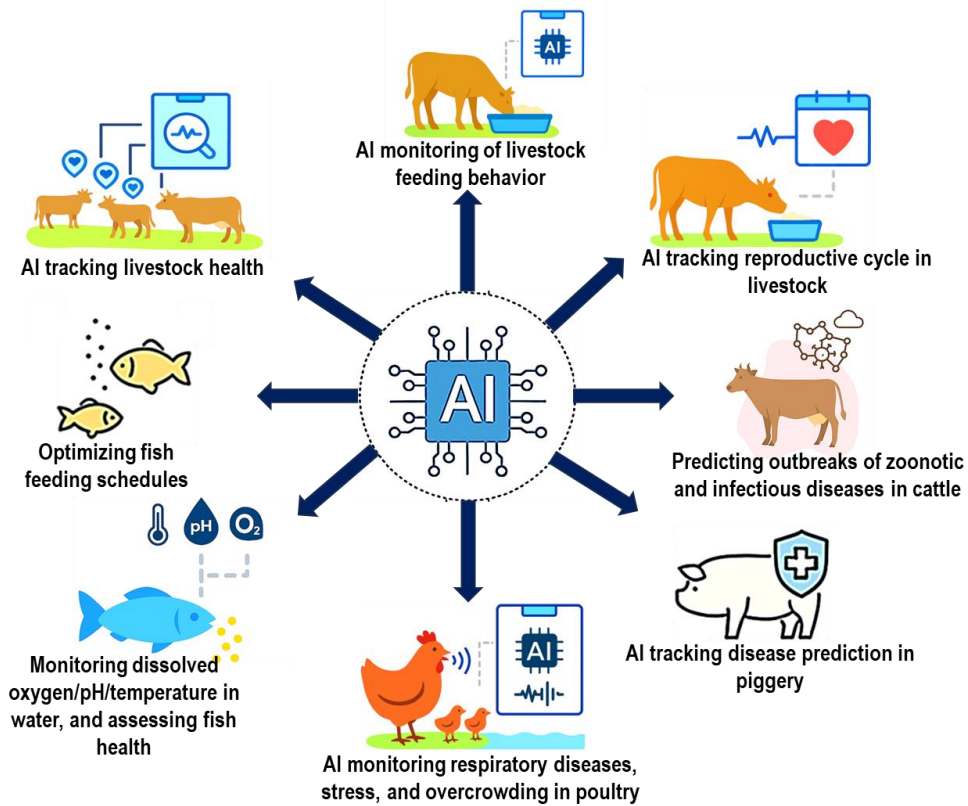 AI
AI monitoring of livestock
feeding behavior
AI tracking livestock health
AI tracking reproductive cycle in
livestock
AI
Optimizing fish
feeding schedules
Predicting outbreaks of zoonotic
and infectious diseases in cattle
pH
O2
Monitoring dissolved
oxygen/pH/temperature in
water, and assessing fish
health
AI
AI monitoring respiratory diseases,
stress, and overcrowding in poultry
AI tracking disease prediction in
piggery